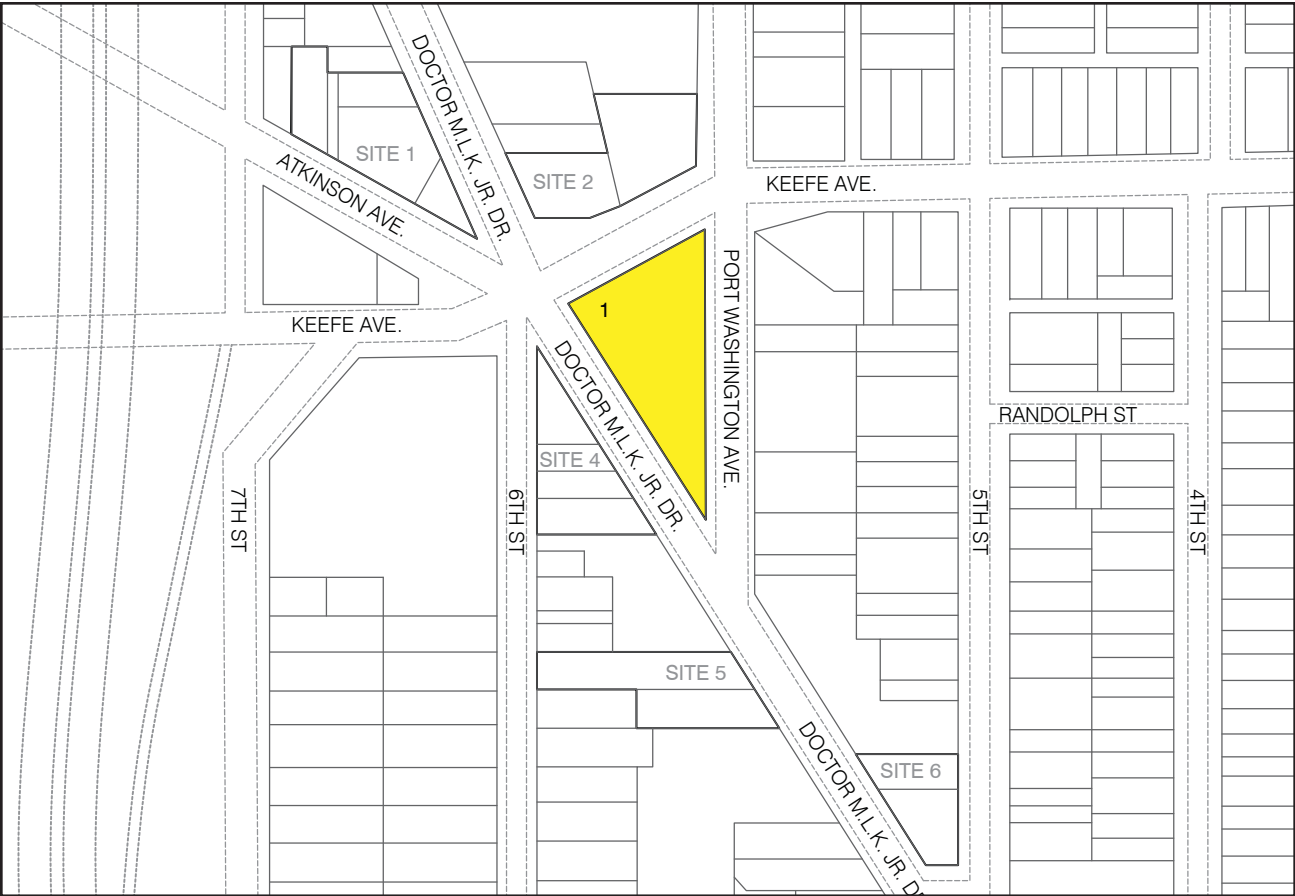 DOCTOR M.L.K. JR. DR.
SITE 1
ATKINSON AVE.
SITE 2
KEEFE AVE.
1
PORT WASHINGTON AVE.
KEEFE AVE.
DOCTOR M.L.K. JR. DR.
RANDOLPH ST
SITE 4
7TH ST
6TH ST
5TH ST
4TH ST
SITE 5
DOCTOR M.L.K. JR. D
SITE 6